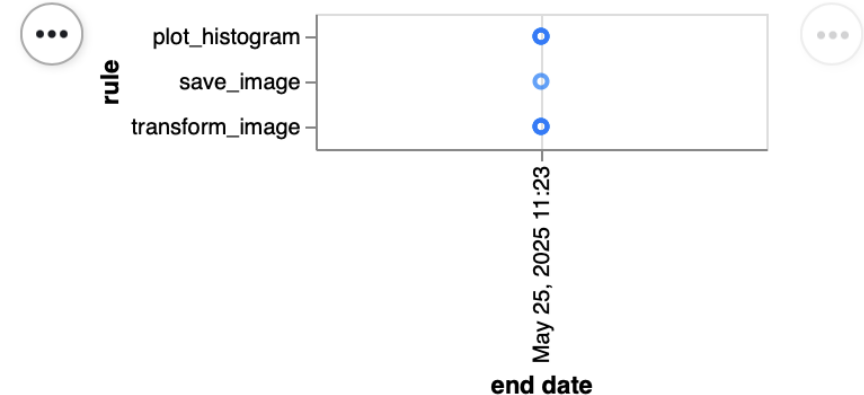 plot_histogram
save_image
transform_image
rule
May 25, 2025 11:23
end date